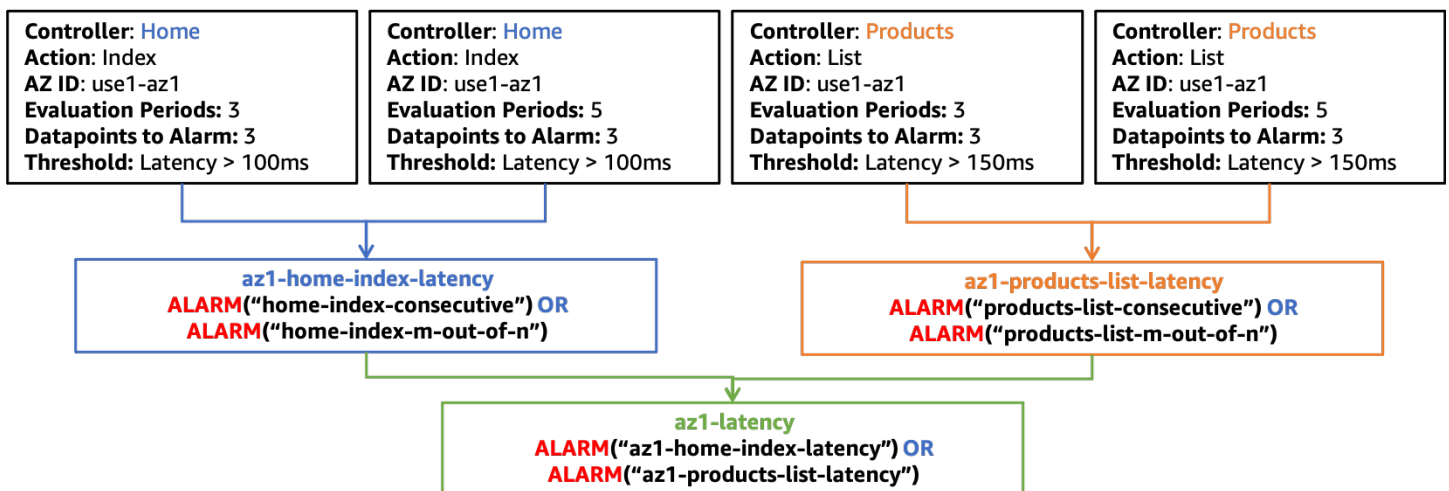 Controller: Home
Action: Index
AZ ID: use1-az1
Evaluation Periods: 3
Datapoints to Alarm: 3
Threshold: Latency > 100ms
Controller: Home
Action: Index
AZ ID: use1-az1
Evaluation Periods: 5
Datapoints to Alarm: 3
Threshold: Latency > 100ms
Controller: Products
Action: List
AZ ID: use1-az1
Evaluation Periods: 3
Datapoints to Alarm: 3
Threshold: Latency > 150ms
Controller: Products
Action: List
AZ ID: use1-az1
Evaluation Periods: 5
Datapoints to Alarm: 3
Threshold: Latency > 150ms
az1-home-index-latency
ALARM(“home-index-consecutive”) OR
ALARM(“home-index-m-out-of-n”)
az1-products-list-latency
ALARM(“products-list-consecutive”) OR
ALARM(“products-list-m-out-of-n”)
az1-latency
ALARM(“az1-home-index-latency”) OR
ALARM(“az1-products-list-latency”)